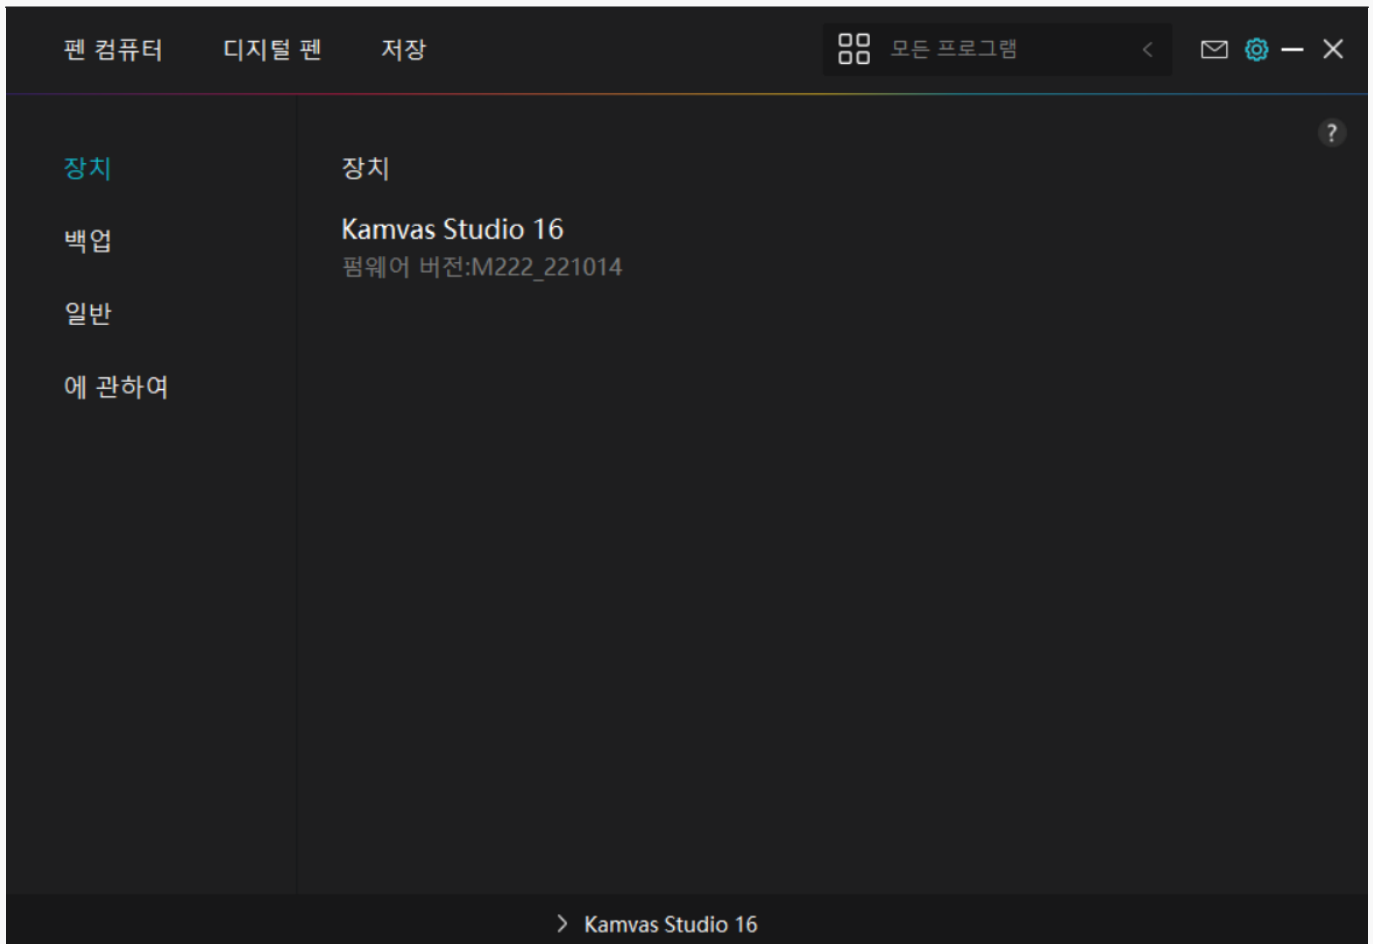 펜 컴퓨터 디지털 펜 저장 모든 프로그램
?
장치
백업
일반
에 관하여
장치
Kamvas Studio 16
펌웨어 버전:M222_221014
Kamvas Studio 16